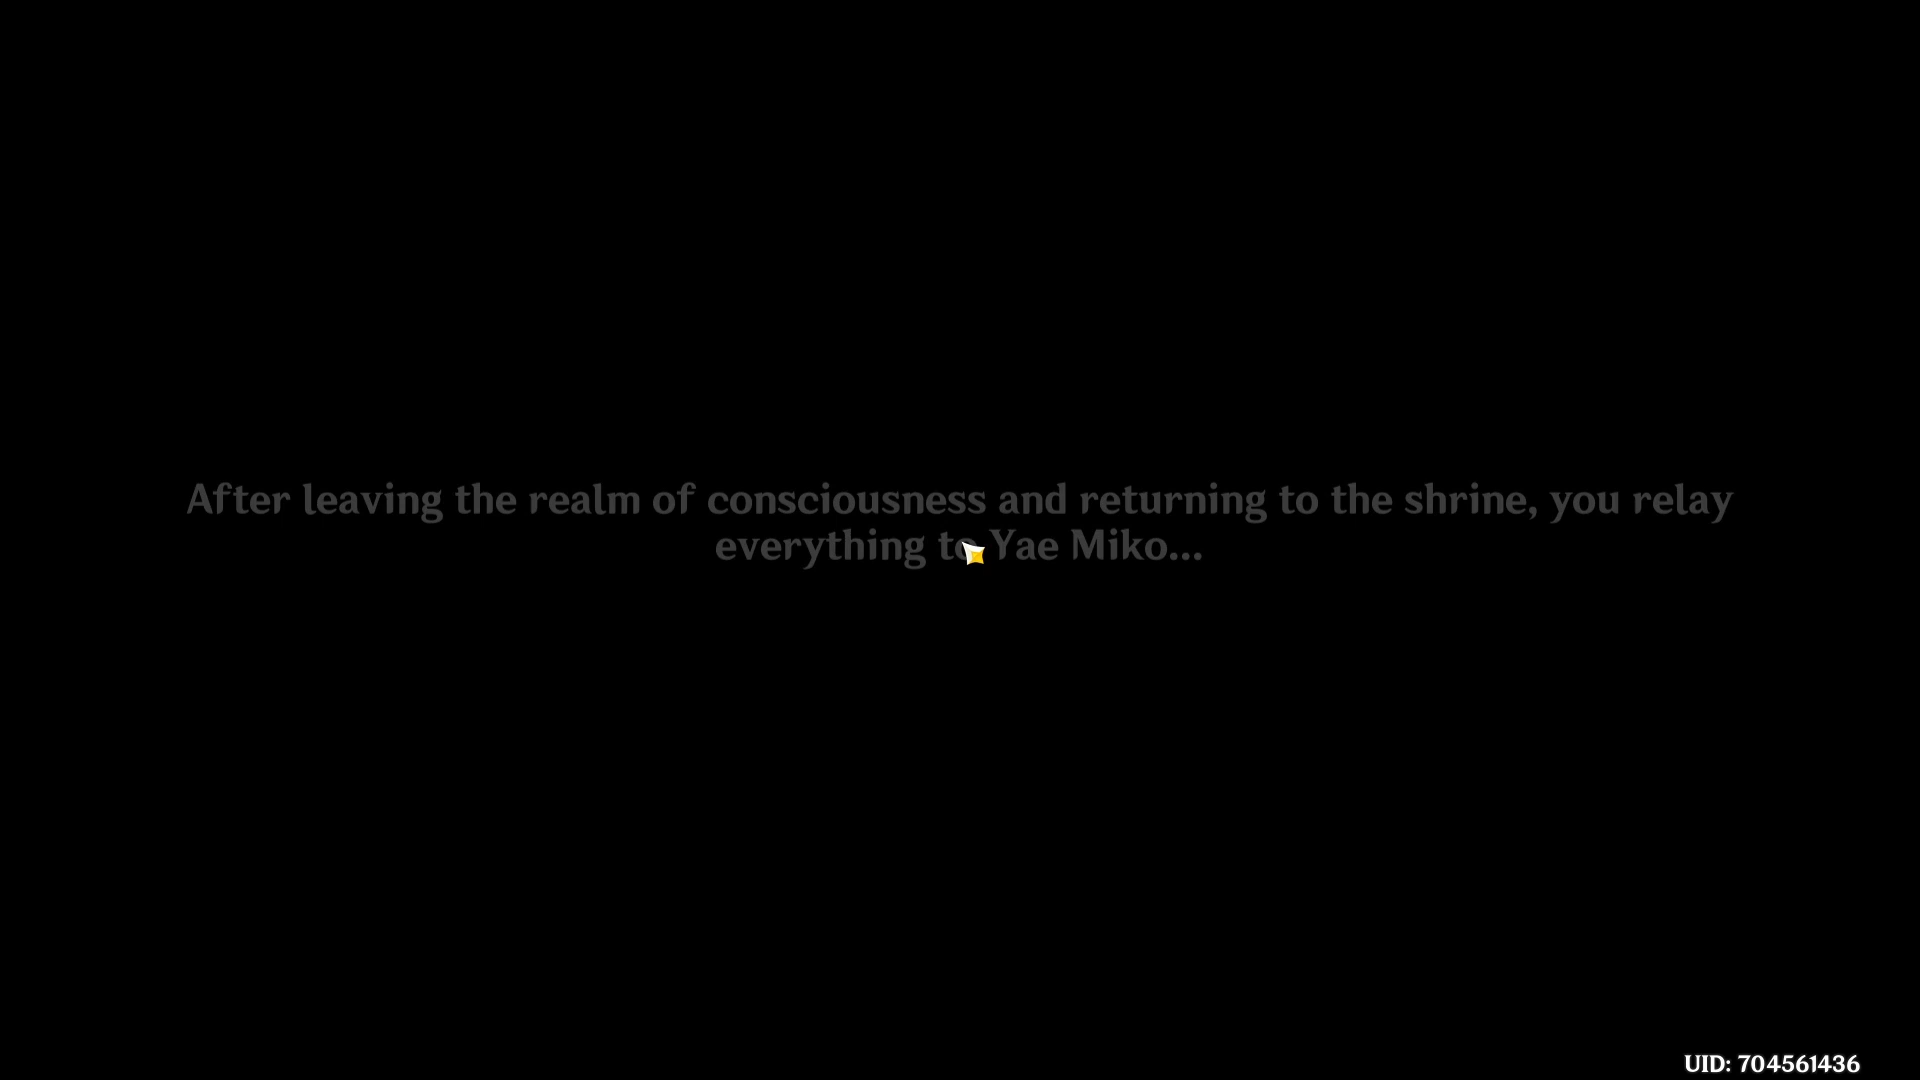 After leaving the realm of consciousness and returning to the shrine, you relay
everything to Yae Miko...
UID: 704561436